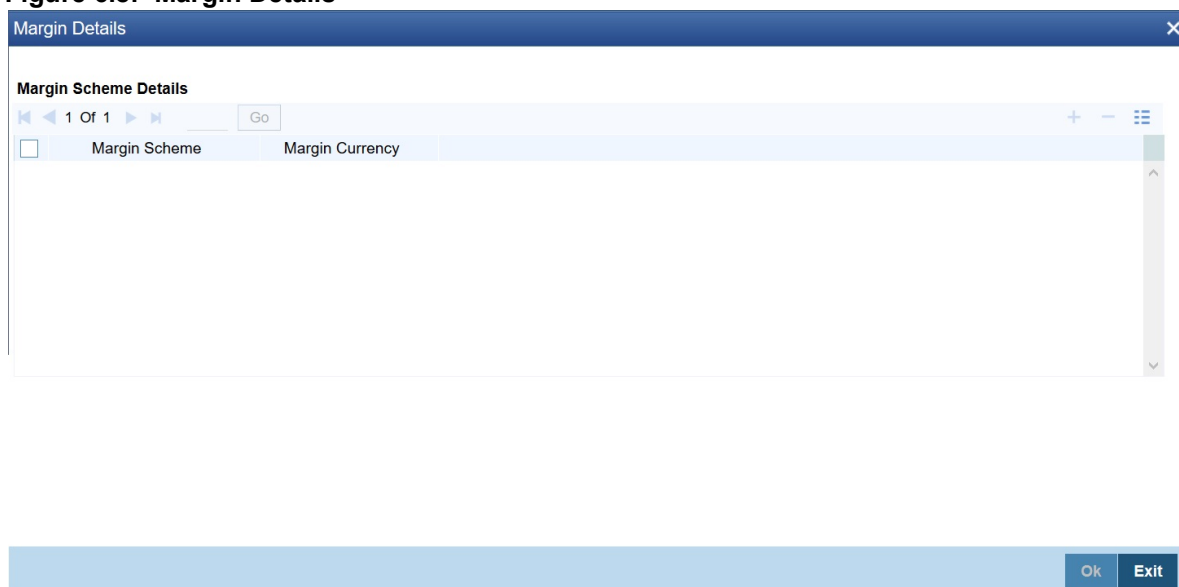 Margin Details
Margin Scheme Details
1 Of 1 Go
Margin Scheme Margin Currency
Ok Exit